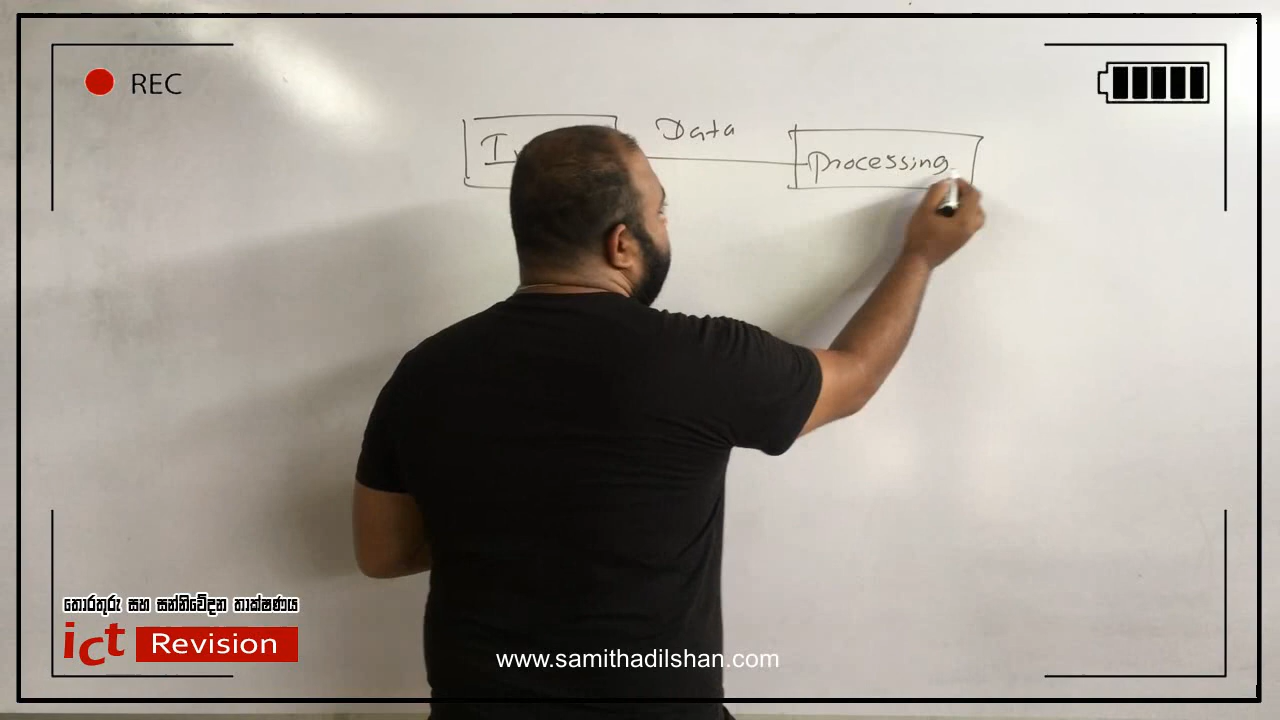 REC
Data
Processing
තොරතුරු සහ සන්නිවේදන තාක්ෂණය
ict
Revision
www.samithadilshan.com